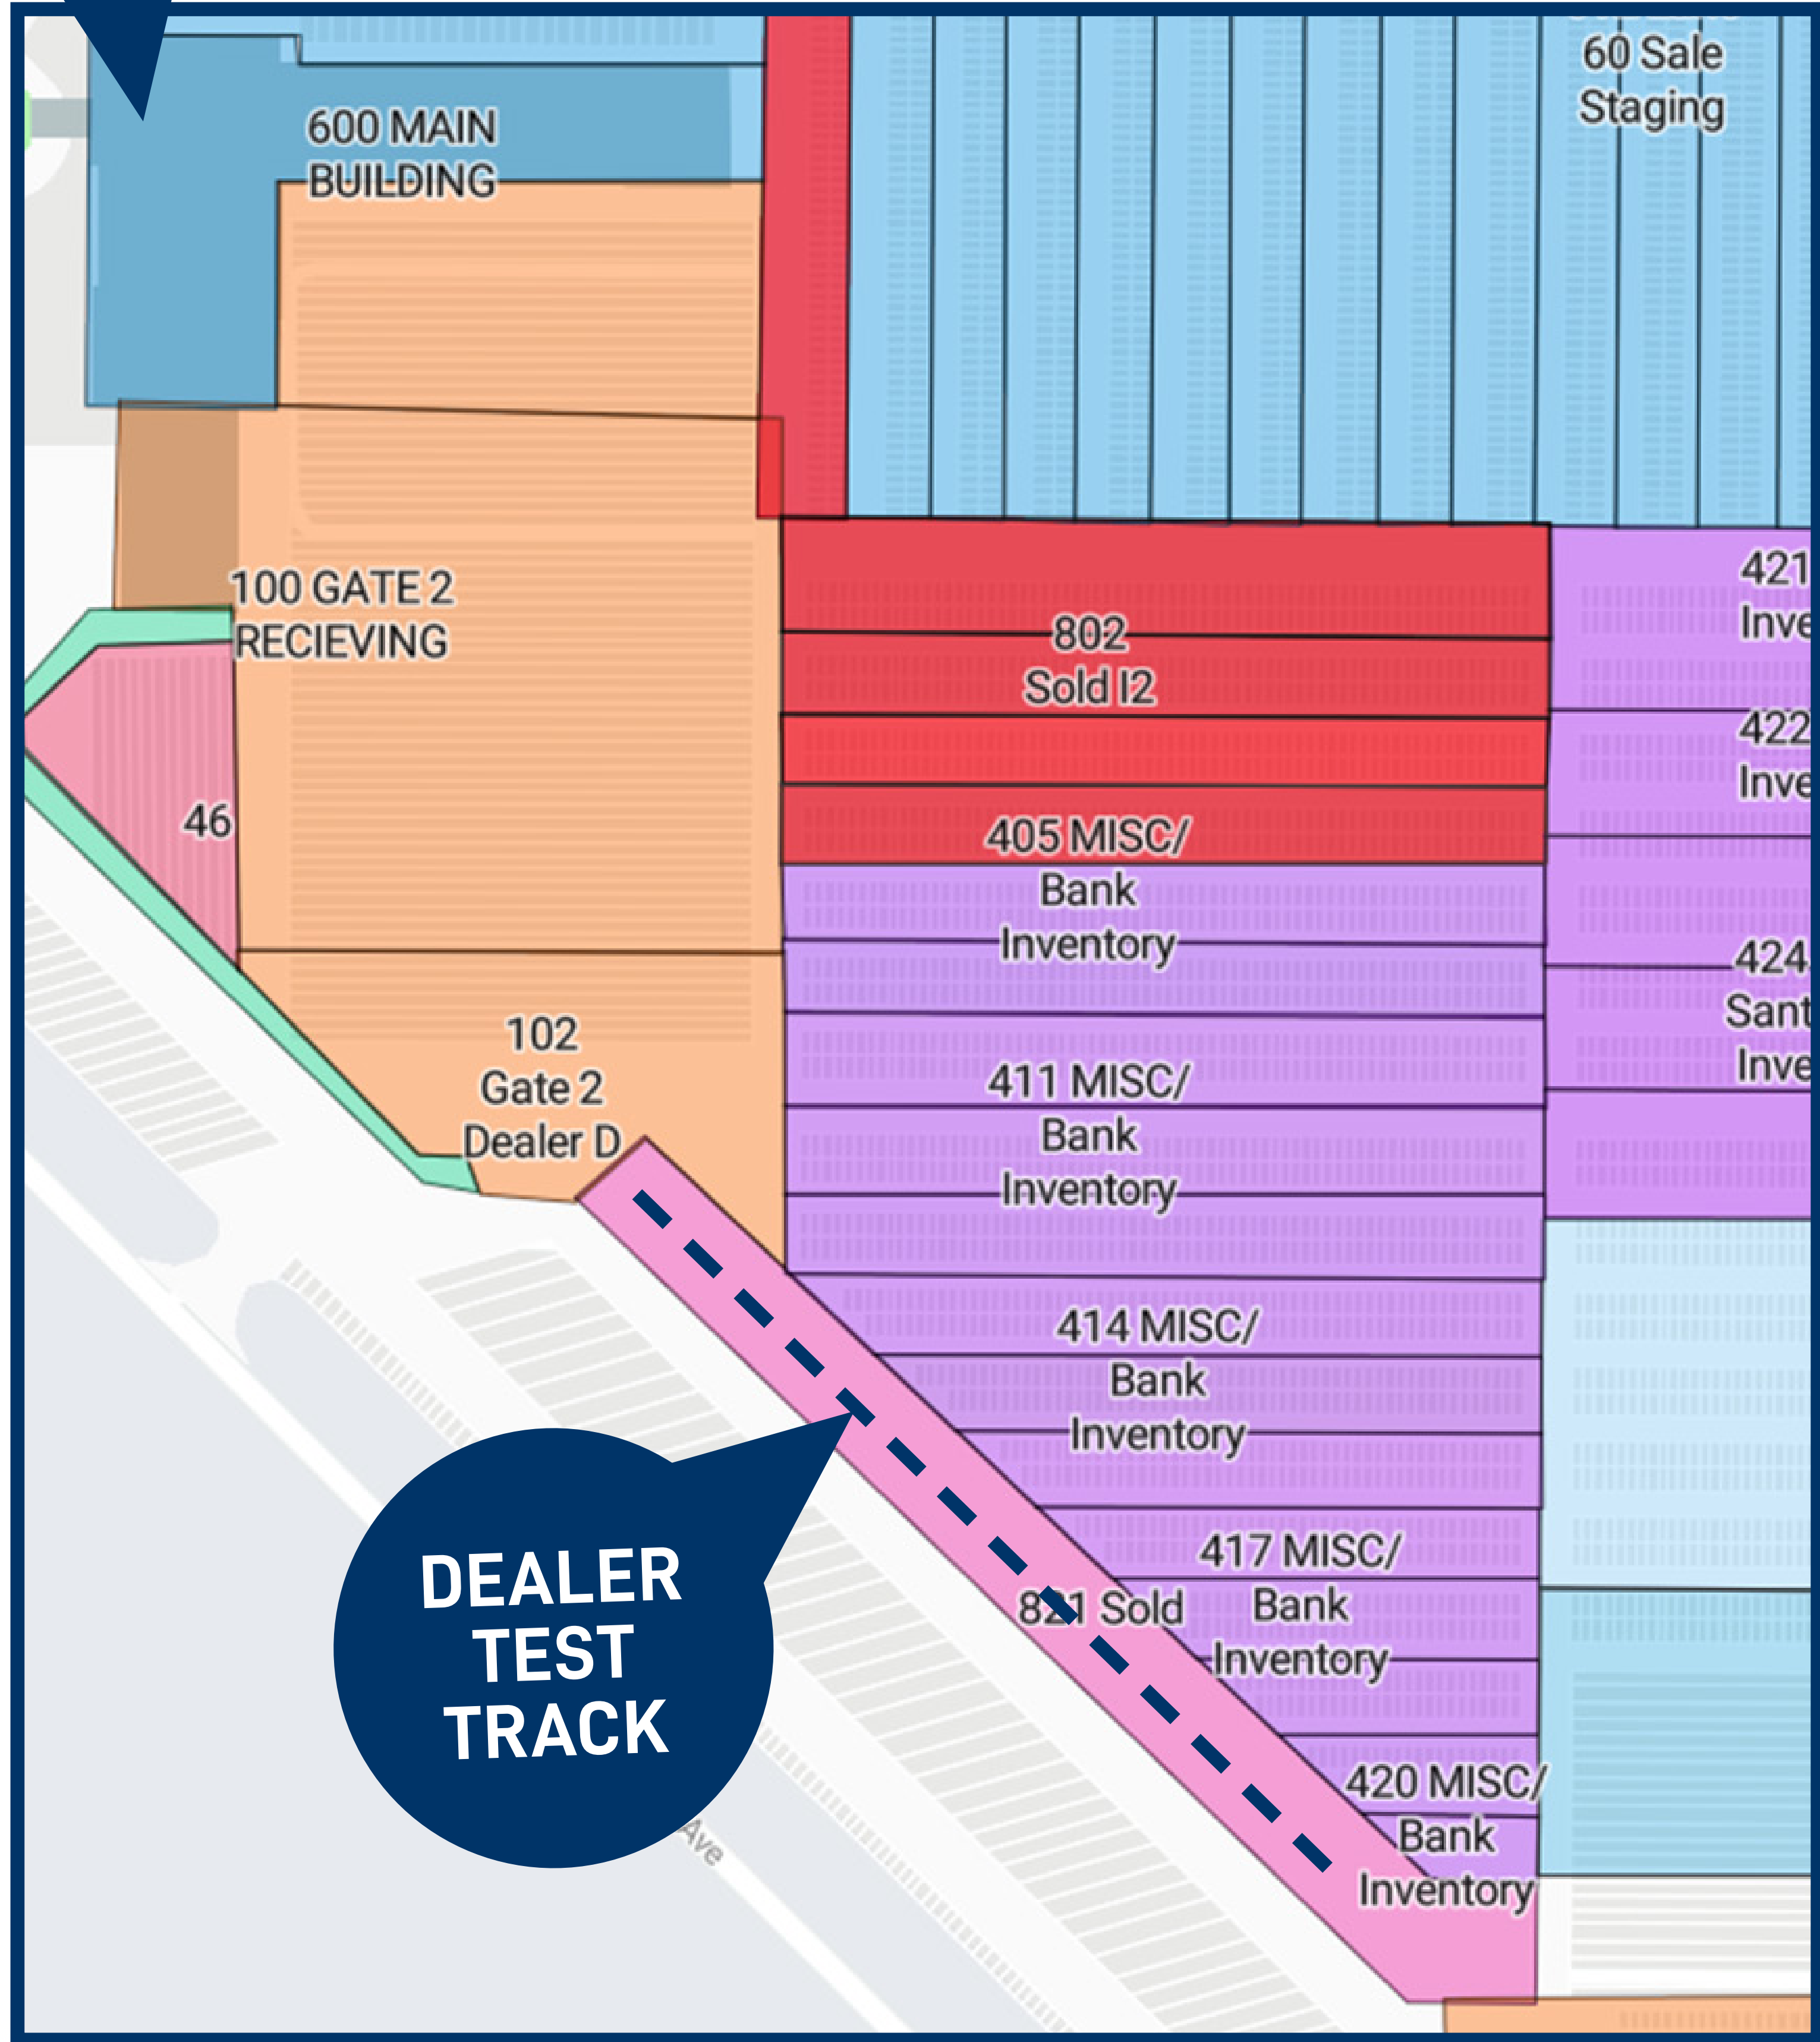 60 Sale
Staging
600 MAIN
BUILDING
100 GATE 2
RECIEVING
421
Inve
802
Sold I2
422
Inve
46
405 MISC/
Bank
Inventory
424
Sant
Inve
102
Gate 2
Dealer D
411 MISC/
Bank
Inventory
414 MISC/
Bank
Inventory
DEALER
TEST
TRACK
417 MISC/
Bank
Inventory
821 Sold
420 MISC/
Bank
Inventory
Ave